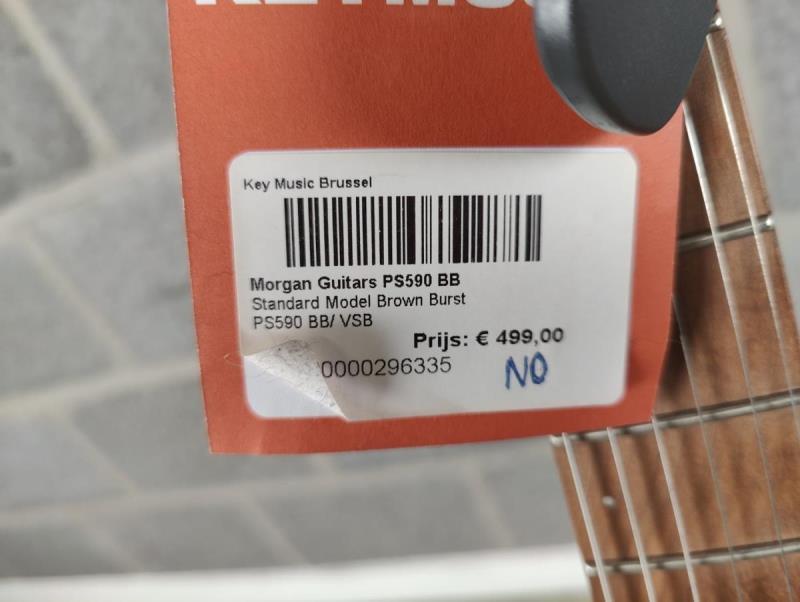 Key Music Brussel
Morgan Guitars PS590 BB
Standard Model Brown Burst
PS590 BB/ VSB
Prijs: € 499,00
0000296335
NO